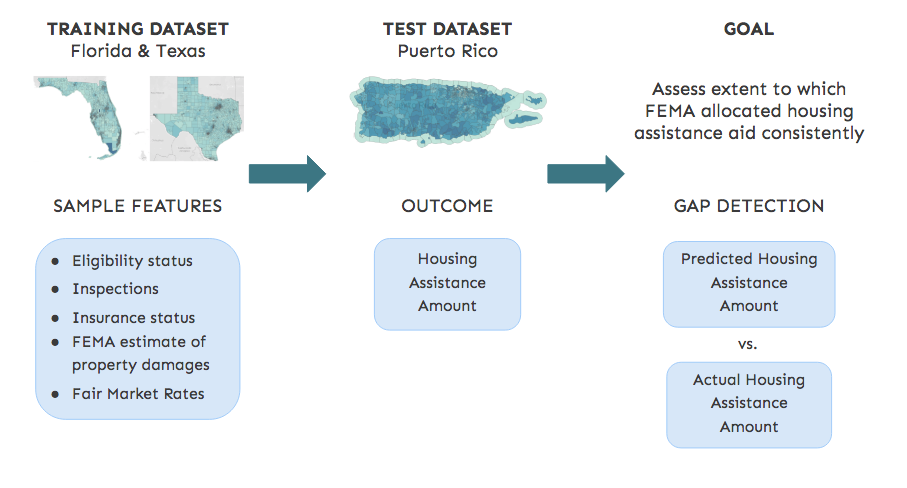 TRAINING DATASET
Florida & Texas
TEST DATASET
Puerto Rico
GOAL
Assess extent to which
FEMA allocated housing
assistance aid consistently
SAMPLE FEATURES
● Eligibility status
● Inspections
● Insurance status
● FEMA estimate of
property damages
● Fair Market Rates
OUTCOME
Housing
Assistance
Amount
GAP DETECTION
Predicted Housing
Assistance
Amount
vs.
Actual Housing
Assistance
Amount